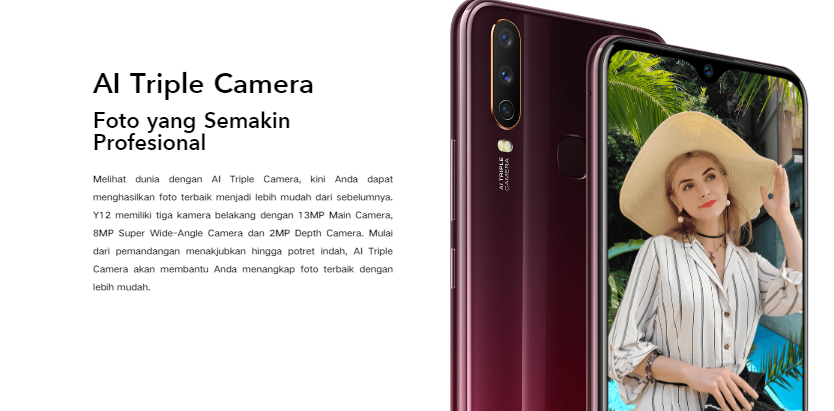 AI Triple Camera
Foto yang Semakin
Profesional
Melihat dunia dengan AI Triple Camera, kini Anda dapat
menghasilkan foto terbaik menjadi lebih mudah dari sebelumnya.
Y12 memiliki tiga kamera belakang dengan 13MP Main Camera,
8MP Super Wide-Angle Camera dan 2MP Depth Camera. Mulai
dari pemandangan menakjubkan hingga potret indah, AI Triple
Camera akan membantu Anda menangkap foto terbaik dengan
lebih mudah.
AI TRIPLE
CAMERA